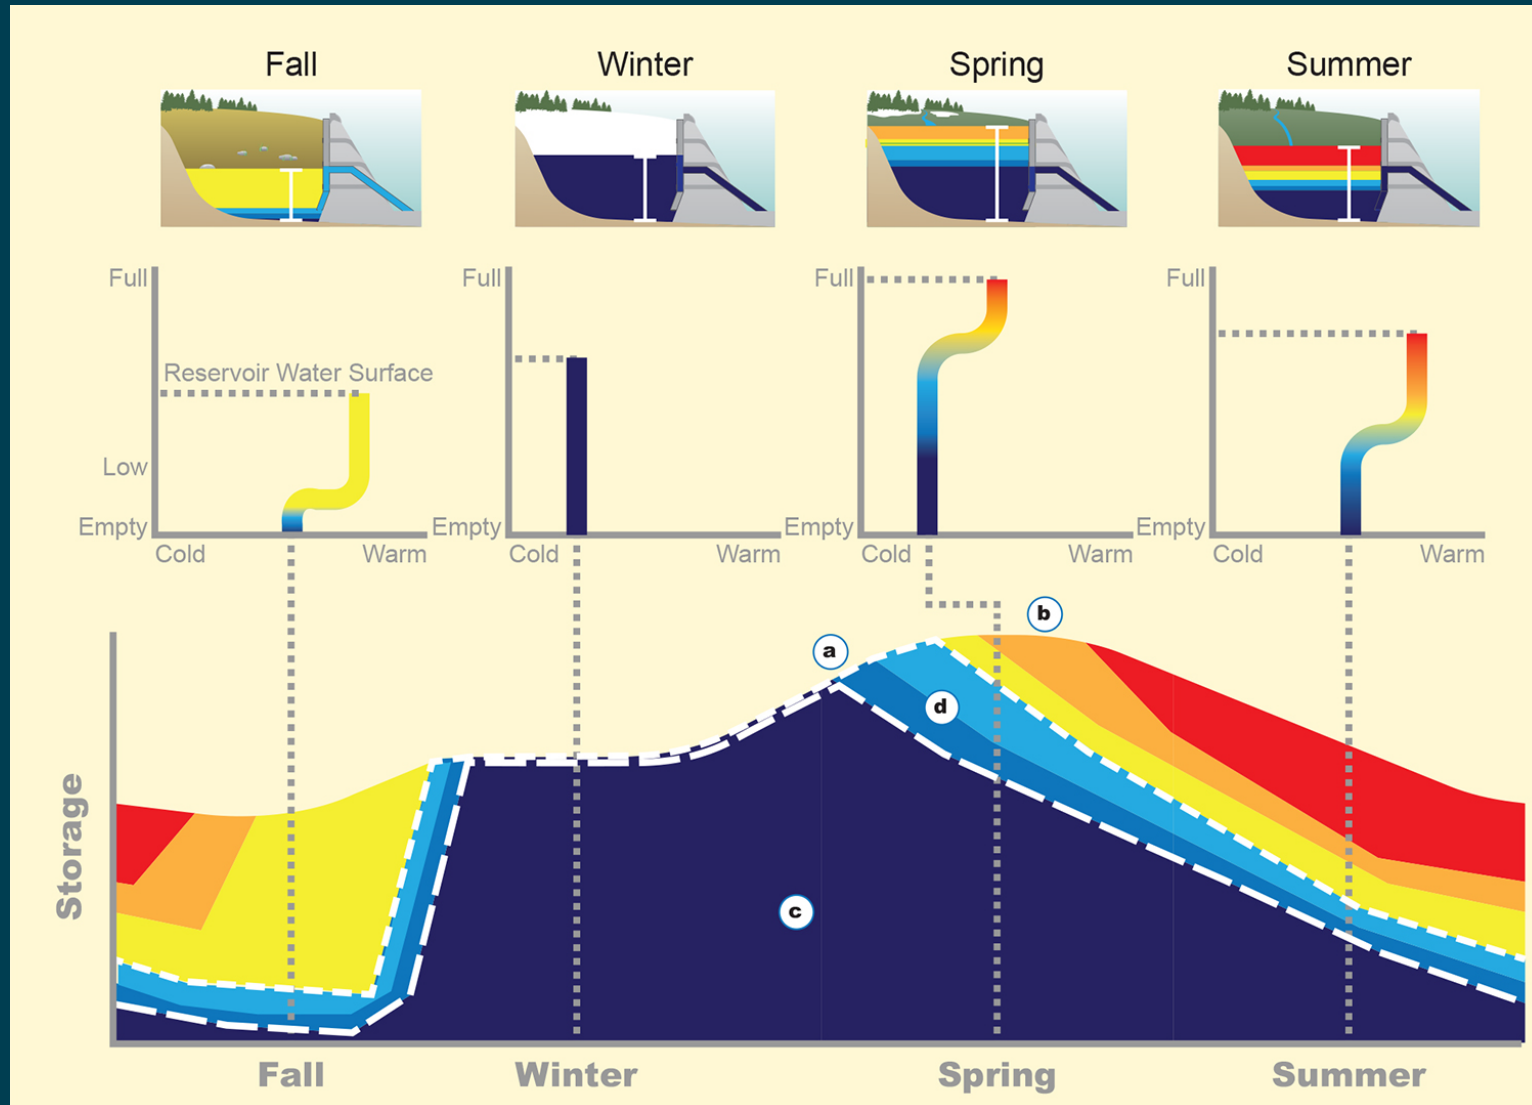 Fall Winter Spring Summer
Full Full Full Full
Reservoir Water Surface
Low
Empty Empty Empty Empty
Cold Warm Cold Warm Cold Warm Cold Warm
b
a
d
Storage
c
Fall Winter Spring Summer